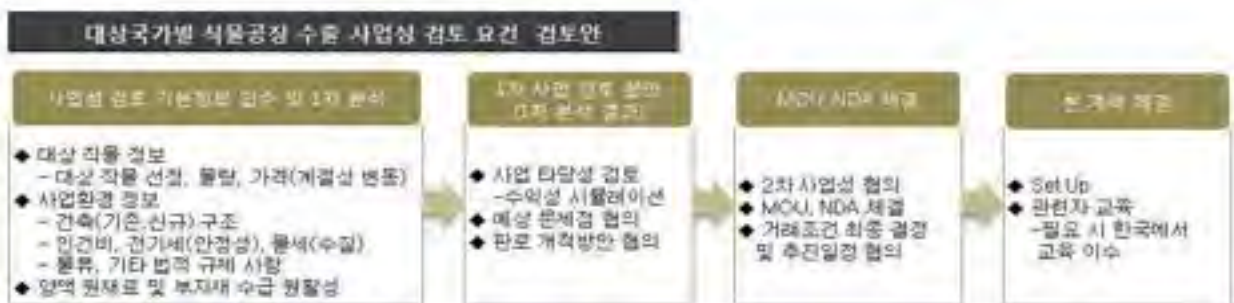 대상국가별 식물공장 수출 사업성 검토 요건 검토안
사업성 검토 기본정보 입수 및 1차 분석
◆ 대상 작물 정보
- 대상 작물 선정, 물량, 가격(계절성 변동)
◆ 사업환경 정보
- 건축(기존,신규) 구조
- 인건비, 전기세(안정성), 물세(수질)
- 물류, 기타 법적 규제 사항
◆ 양액 원재료 및 부자재 수급 원활성
1차 사업 검토 분만
(1차 분석 결과)
◆ 사업 타당성 검토
-수익성 시뮬레이션
◆ 예상 문제점 협의
◆ 판로 개척방안 협의
MOU/NDA 체결
◆ 2차 사업성 협의
◆ MOU, NDA 체결
◆ 거래조건 최종 결정
및 추진일정 협의
본 계약 체결
◆ Set Up
◆ 관련자 교육
-필요 시 한국에서
교육 이수